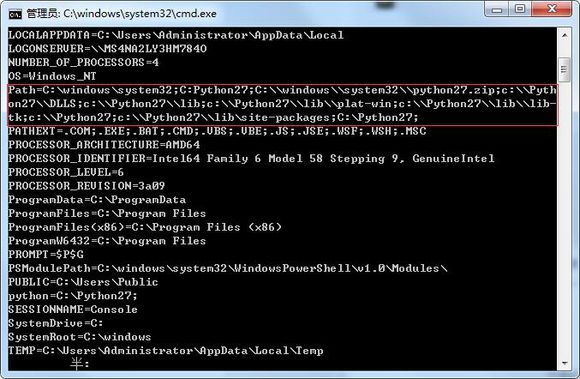 管理员: C:\windows\system32\cmd.exe
LOCALAPPDATA=C:\Users\Administrator\AppData\Local
LOGONSERVER=\\MS4NA2LY3HM784O
NUMBER_OF_PROCESSORS=4
OS=Windows_NT
Path=C:\windows\system32;C:Python27;C:\\windows\\system32\\python27.zip;c:\\Pyth
on27\\DLLS;c:\\Python27\\lib;c:\\Python27\\lib\\plat-win;c:\\Python27\\lib\\lib-
tk;c:\\Python27;c:\\Python27\\lib\site-packages;C:\Python27;
PATHEXT=.COM;.EXE;.BAT;.CMD;.VBS;.VBE;.JS;.JSE;.WSF;.WSH;.MSC
PROCESSOR_ARCHITECTURE=AMD64
PROCESSOR_IDENTIFIER=Intel64 Family 6 Model 58 Stepping 9, GenuineIntel
PROCESSOR_LEVEL=6
PROCESSOR_REVISION=3a09
ProgramData=C:\ProgramData
ProgramFiles=C:\Program Files
ProgramFiles(x86)=C:\Program Files (x86)
ProgramW6432=C:\Program Files
PROMPT=$P$G
PSModulePath=C:\windows\system32\WindowsPowerShell\v1.0\Modules\
PUBLIC=C:\Users\Public
python=C:\Python27;
SESSIONNAME=Console
SystemDrive=C:
SystemRoot=C:\windows
TEMP=C:\Users\Administrator\AppData\Local\Temp
半: